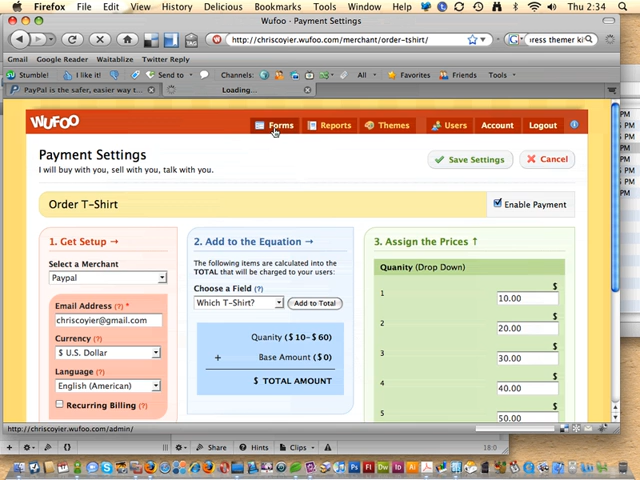 Firefox File Edit View History Delicious Bookmarks Tools Window Help Thu 2:34
Wufoo - Payment Settings
http://chriscoyier.wufoo.com/merchant/order-tshirt/
ress themer ki
Gmail Google Reader Waitablize Twitter Reply
Stumble! I like it! Send to Channels: All Favorites Friends Tools
PayPal is the safer, easier way t...
Loading...
WUFOO
Forms Reports Themes Users Account Logout
Payment Settings
I will buy with you, sell with you, talk with you.
Save Settings Cancel
Order T-Shirt
Enable Payment
1. Get Setup →
Select a Merchant
Paypal
Email Address (?) *
chriscoyier@gmail.com
Currency
$ U.S. Dollar
Language (?)
English (American)
Recurring Billing (?)
2. Add to the Equation →
The following items are calculated into the
TOTAL that will be charged to your users:
Choose a Field (?)
Which T-Shirt? Add to Total
Quanity ($10-$60)
+ Base Amount ($0)
$ TOTAL AMOUNT
3. Assign the Prices ↑
Quanity (Drop Down)
$
1 10.00
$
2 20.00
$
3 30.00
$
4 40.00
$
5 50.00
http://chriscoyier.wufoo.com/admin/
Share Hints Clips 18:0